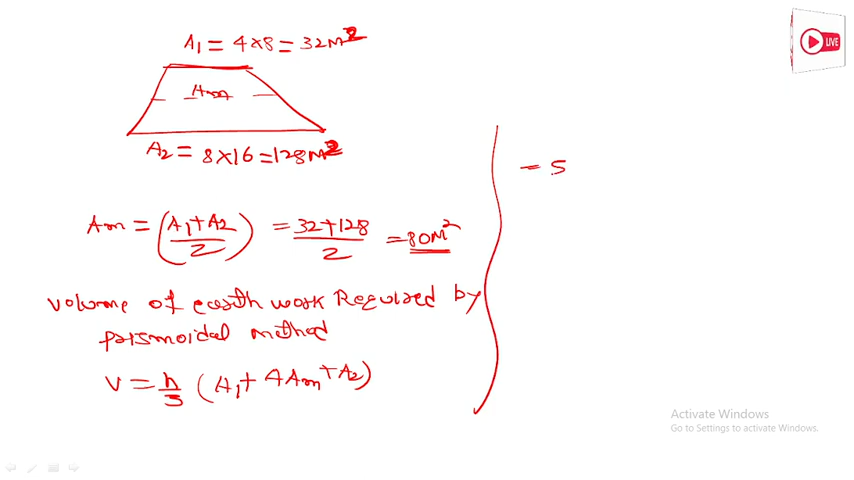 A1 = 4×8 = 32M²
Am
A2 = 8×16 = 128M²
Am = (A1+A2/2) = 32+128/2 = 80M²
volume of earth work Required by
prismoidal method
V = h/3 (A1 + 4Am + A2)
= 5
LIVE
Activate Windows
Go to Settings to activate Windows.